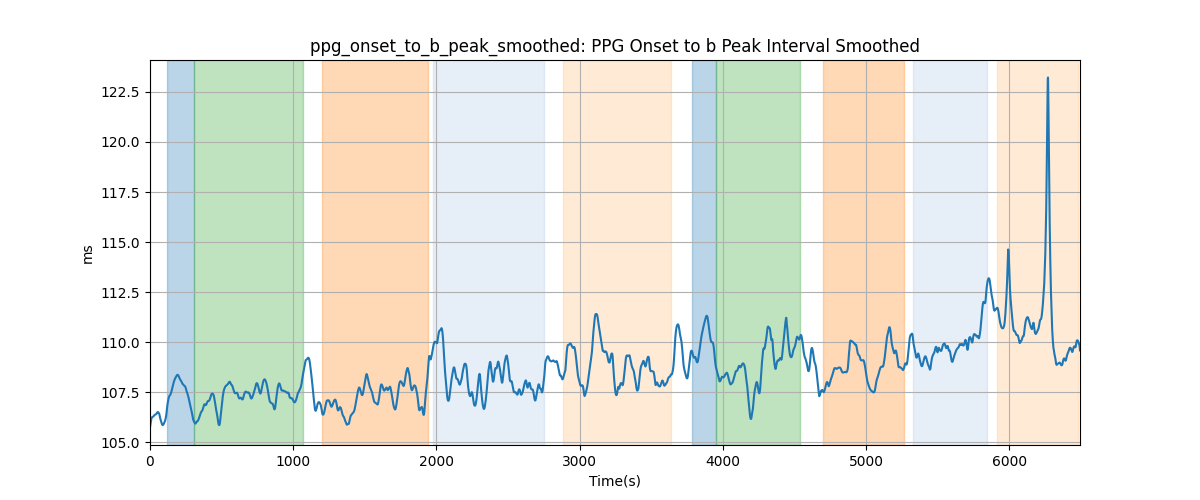 ppg_onset_to_b_peak_smoothed: PPG Onset to b Peak Interval Smoothed
122.5
120.0
117.5
115.0
112.5
110.0
107.5
105.0
ms
0 1000 2000 3000 4000 5000 6000
Time(s)